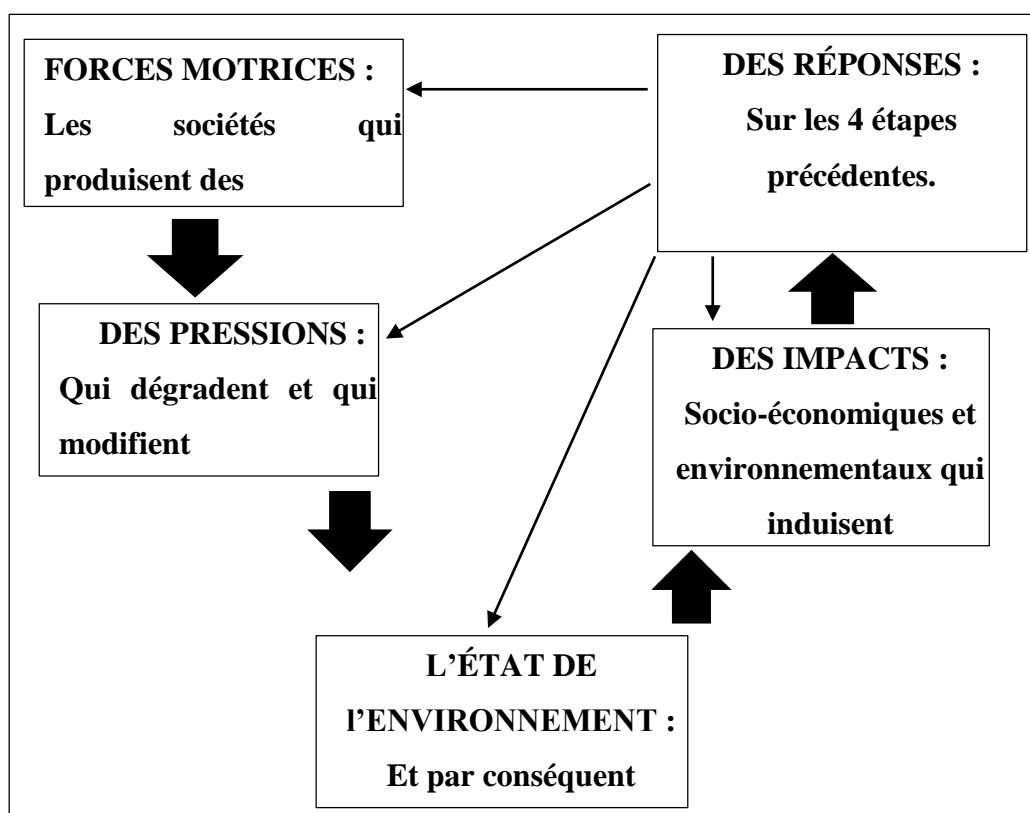 FORCES MOTRICES :
Les sociétés qui
produisent des
DES PRESSIONS :
Qui dégradent et qui
modifient
L’ÉTAT DE
l’ENVIRONNEMENT :
Et par conséquent
DES IMPACTS :
Socio-économiques et
environnementaux qui
induisent
DES RÉPONSES :
Sur les 4 étapes
précédentes.